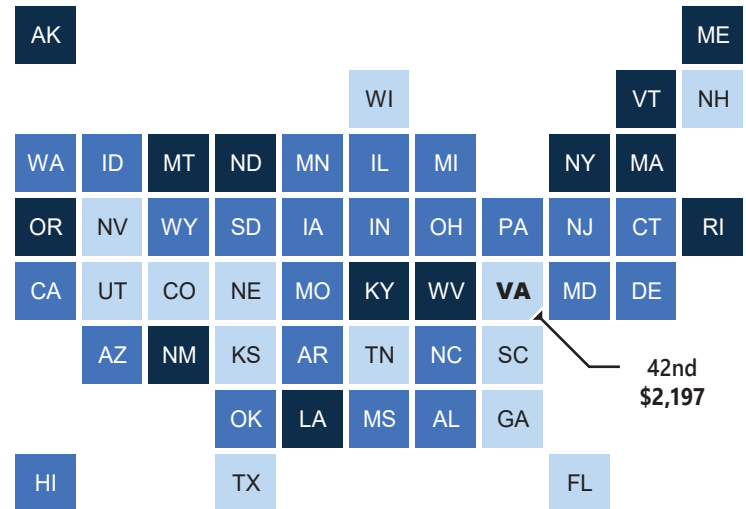 AK ME
WI VT NH
WA ID MT ND MN IL MI NY MA
OR NV WY SD IA IN OH PA NJ CT RI
CA UT CO NE MO KY WV VA MD DE
AZ NM KS AR TN NC SC
42nd
$2,197
OK LA MS AL GA
HI TX FL